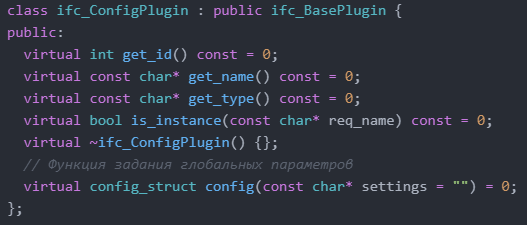 class ifc_ConfigPlugin : public ifc_BasePlugin {
public:
  virtual int get_id() const = 0;
  virtual const char* get_name() const = 0;
  virtual const char* get_type() const = 0;
  virtual bool is_instance(const char* req_name) const = 0;
  virtual ~ifc_ConfigPlugin() {};
  // Функция задания глобальных параметров
  virtual config_struct config(const char* settings = "") = 0;
};